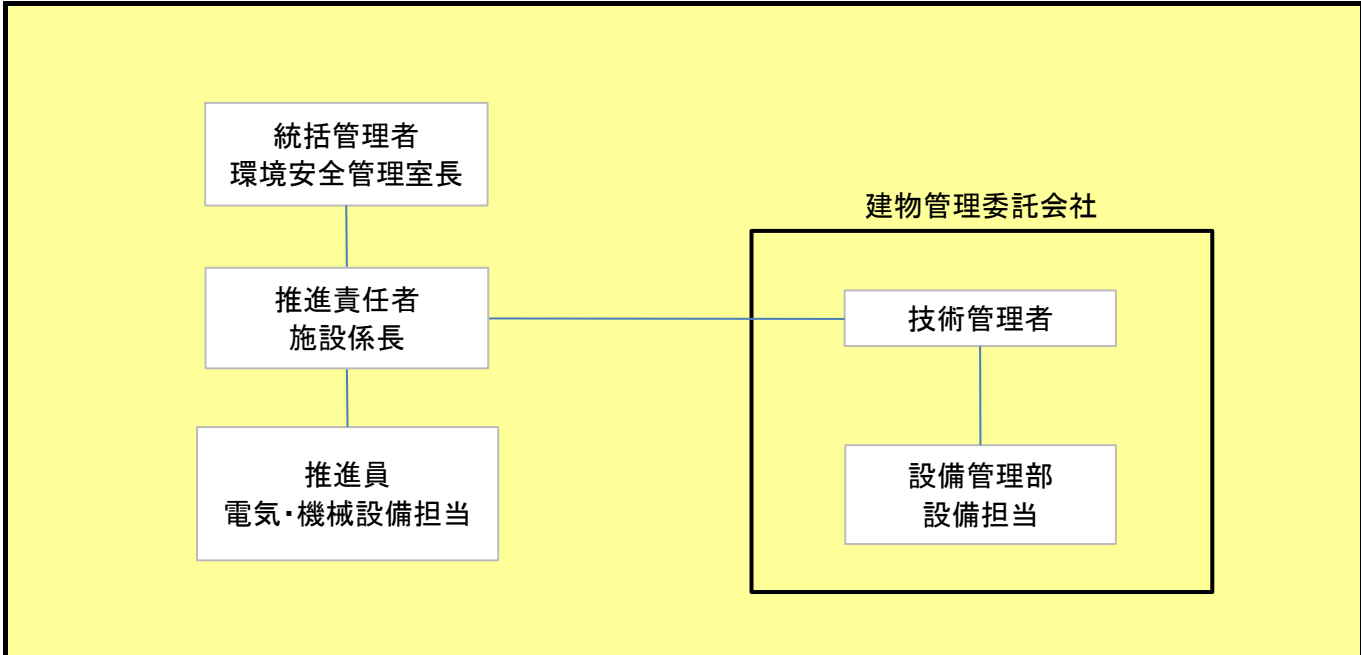 統括管理者
環境安全管理室長
推進責任者
施設係長
推進員
電気・機械設備担当
建物管理委託会社
技術管理者
設備管理部
設備担当